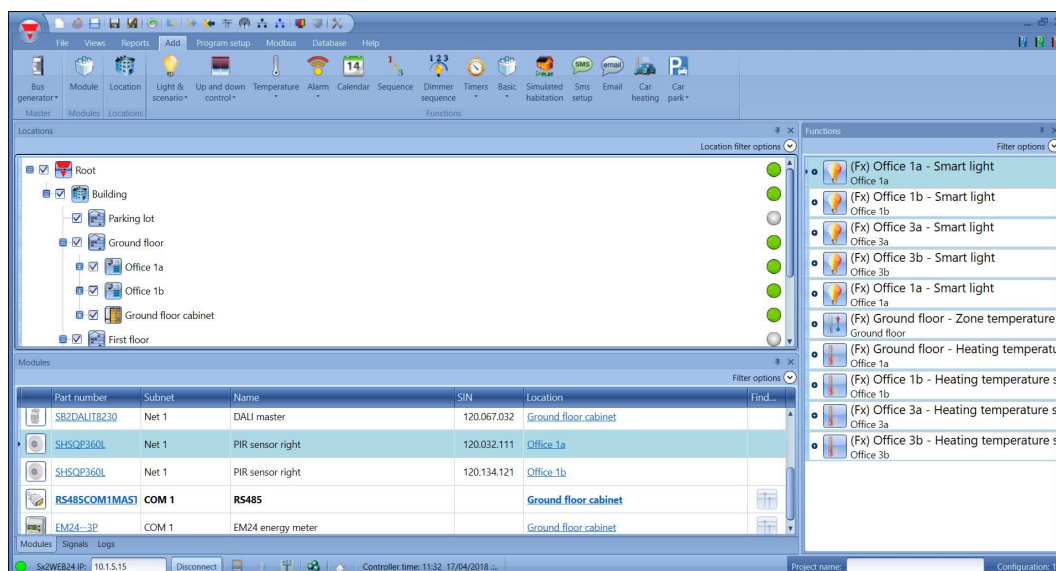 File Views Reports Add Program setup Modbus Database Help
14
1 2 3
SMS
email
PLAY
Bus generator Module Location Light & scenario Up and down control Temperature Alarm Calendar Sequence Dimmer sequence Timers Basic Simulated habitation Sms setup Email Car heating Car park
Master Modules Locations Functions
Locations
Location filter options
Root
Building
Parking lot
Ground floor
Office 1a
Office 1b
Ground floor cabinet
First floor
Modules
Filter options
Part number Subnet Name SIN Location Find...
SB2DALIT8230 Net 1 DALI master 120.067.032 Ground floor cabinet
SHSQP360L Net 1 PIR sensor right 120.032.111 Office 1a
SHSQP360L Net 1 PIR sensor right 120.134.121 Office 1b
RS485COM1MAST COM 1 RS485 Ground floor cabinet
EM24--3P COM 1 EM24 energy meter Ground floor cabinet
Modules Signals Logs
Functions
Filter options
(Fx) Office 1a - Smart light
Office 1a
(Fx) Office 1b - Smart light
Office 1b
(Fx) Office 3a - Smart light
Office 3a
(Fx) Office 3b - Smart light
Office 3b
(Fx) Office 1a - Smart light
Office 1a
(Fx) Ground floor - Zone temperature
Ground floor
(Fx) Ground floor - Heating temperatu
Office 1a
(Fx) Office 1b - Heating temperature s
Office 1b
(Fx) Office 3a - Heating temperature s
Office 3a
(Fx) Office 3b - Heating temperature s
Office 3b
Sx2WEB24 IP: 10.1.5.15 Disconnect Controller time: 11:32 17/04/2018 .:. Project name: Configuration: 1